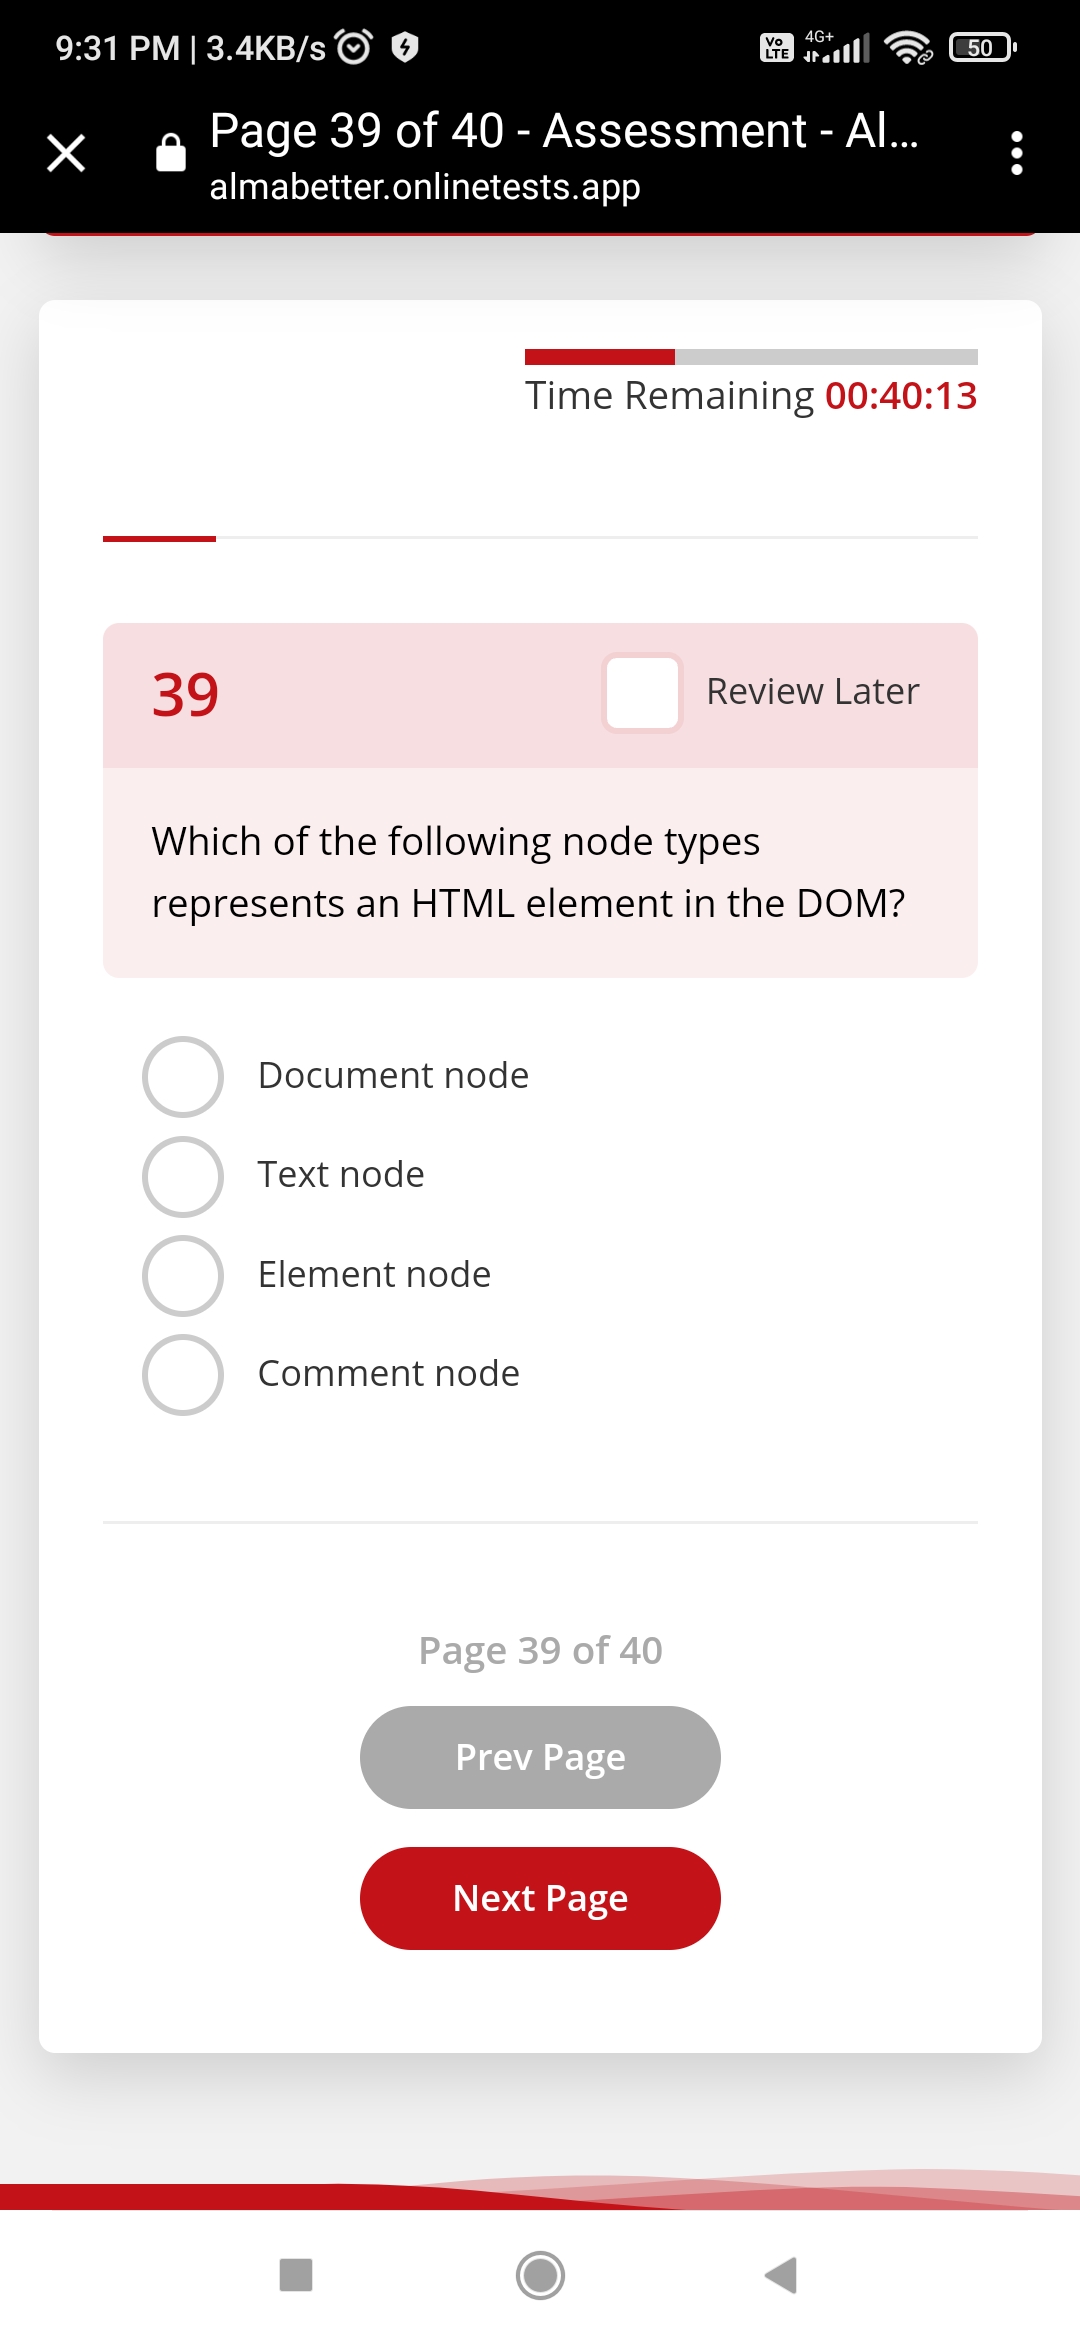 9:31 PM | 3.4KB/s
Vo LTE
4G+
50
Page 39 of 40 - Assessment - Al...
almabetter.onlinetests.app
Time Remaining 00:40:13
39
Review Later
Which of the following node types
represents an HTML element in the DOM?
Document node
Text node
Element node
Comment node
Page 39 of 40
Prev Page
Next Page